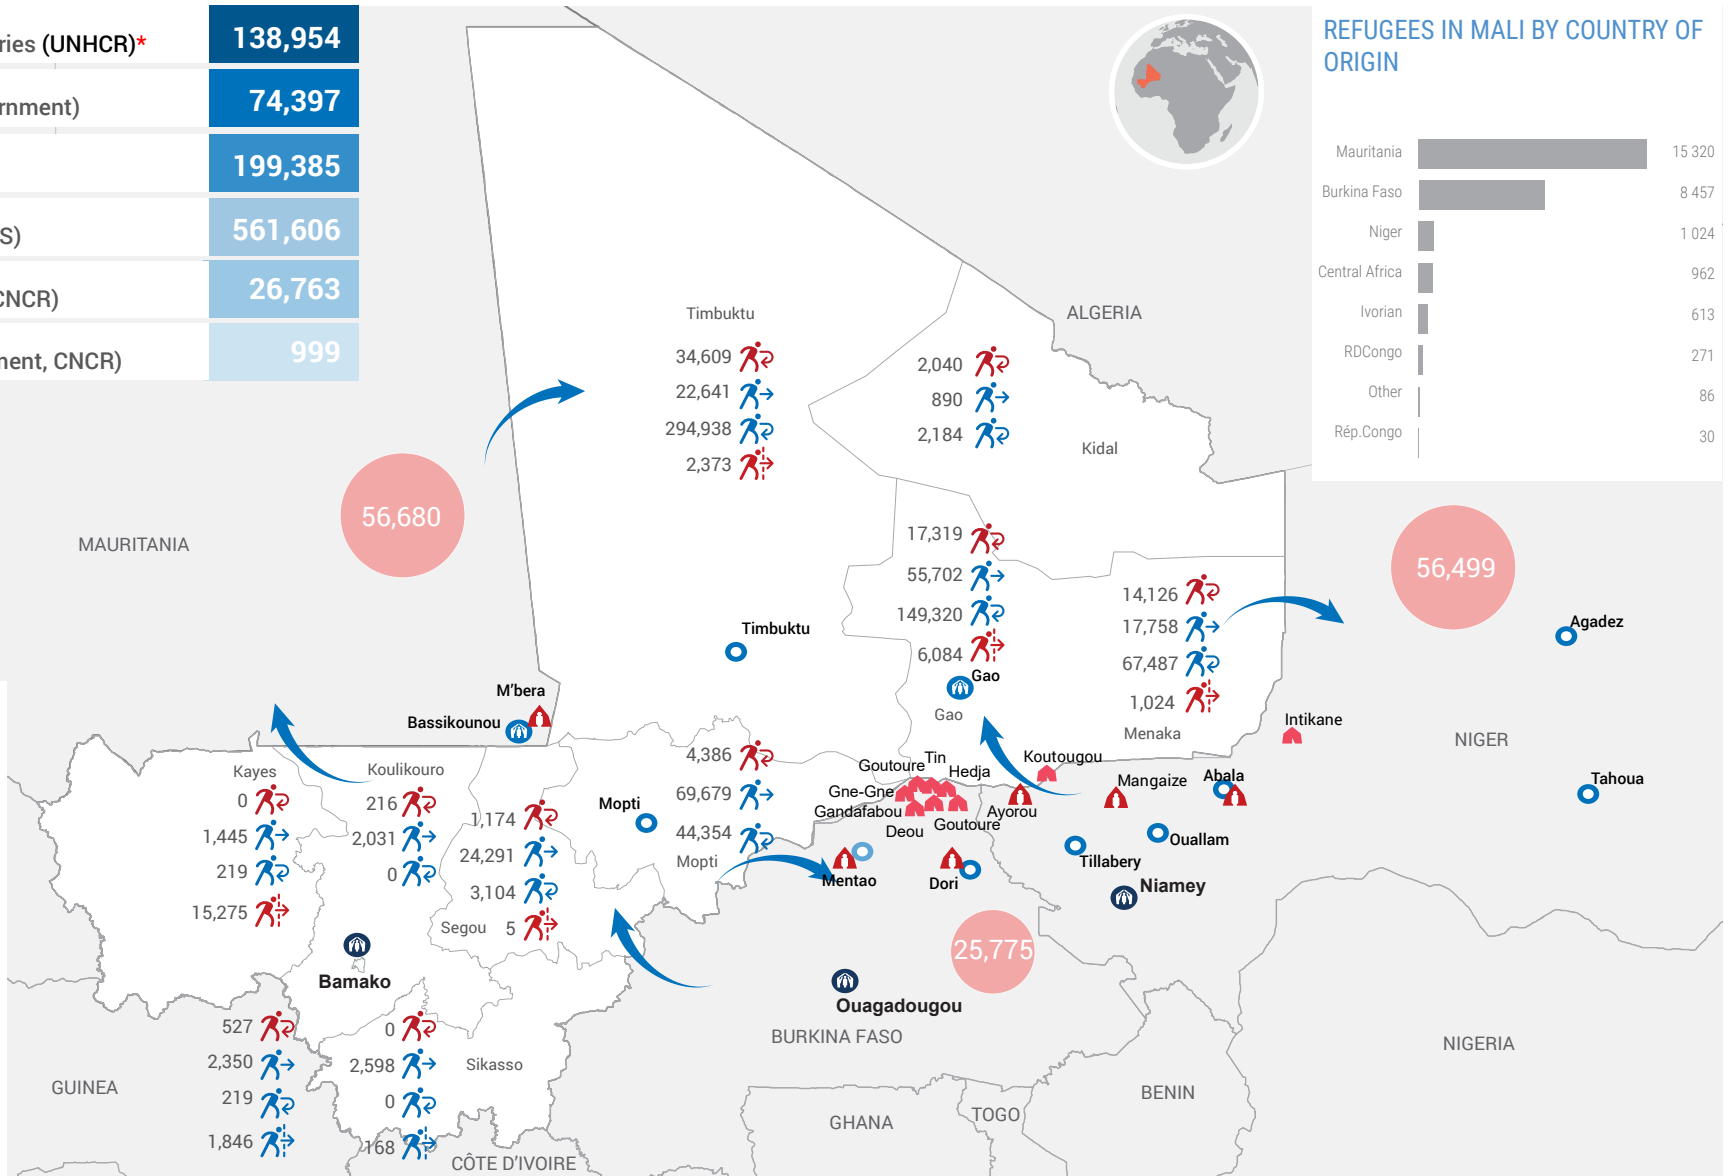 ries (UNHCR)*
138,954
rnment)
74,397
199,385
S)
561,606
CNCR)
26,763
nent, CNCR)
999
REFUGEES IN MALI BY COUNTRY OF
ORIGIN
Mauritania
15 320
Burkina Faso
8 457
Niger
1 024
Central Africa
962
Ivorian
613
RDCongo
271
Other
86
Rép.Congo
30
ALGERIA
Timbuktu
34,609
22,641
294,938
2,373
2,040
890
2,184
Kidal
56,680
MAURITANIA
17,319
55,702
149,320
6,084
Gao
Gao
14,126
17,758
67,487
1,024
Menaka
56,499
Agadez
Timbuktu
M'bera
Bassikounou
Intikane
NIGER
Tahoua
Kayes
0
1,445
219
15,275
Koulikouro
216
2,031
0
1,174
24,291
3,104
Segou 5
Mopti
4,386
69,679
44,354
Mopti
Goutoure
Tin
Hedja
Gne-Gne
Gandafabou
Deou
Goutoure
Koutougou
Ayorou
Mangaize
Abala
Ouallam
Tillabery
Niamey
Mentao
Dori
25,775
Bamako
Ouagadougou
BURKINA FASO
527
2,350
219
1,846
0
2,598
0
168
Sikasso
GUINEA
CÔTE D'IVOIRE
GHANA
TOGO
BENIN
NIGERIA